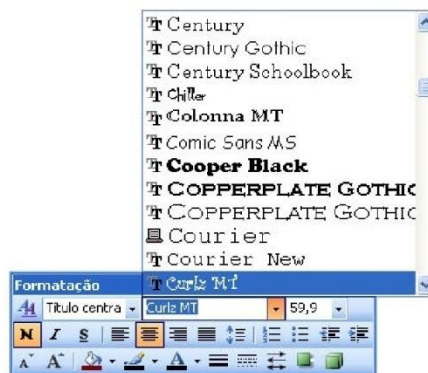 Century
Century Gothic
Century Schoolbook
Chiller
Colonna MT
Comic Sans MS
Cooper Black
COPPERPLATE GOTHIC
COPPERPLATE GOTHIC
Courier
Courier New
Curlz MT
Formatação
Título centra
Curlz MT
59,9
N I S
A A A